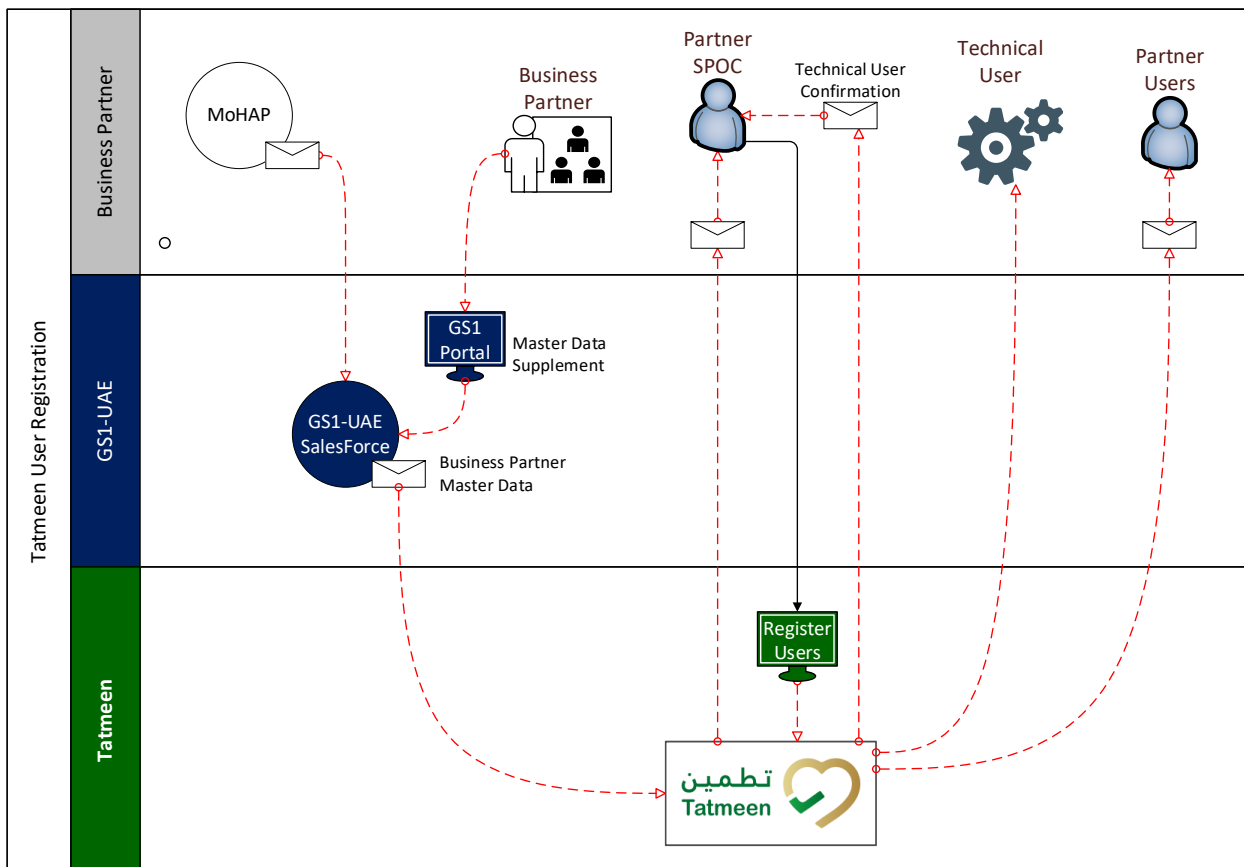 Tatmeen User Registration
Business Partner
MoHAP
Business
Partner
Partner
SPOC
Technical User
Confirmation
Technical
User
Partner
Users
GS1-UAE
GS1
Portal
Master Data
Supplement
GS1-UAE
SalesForce
Business Partner
Master Data
Tatmeen
Register
Users
تطمين
Tatmeen